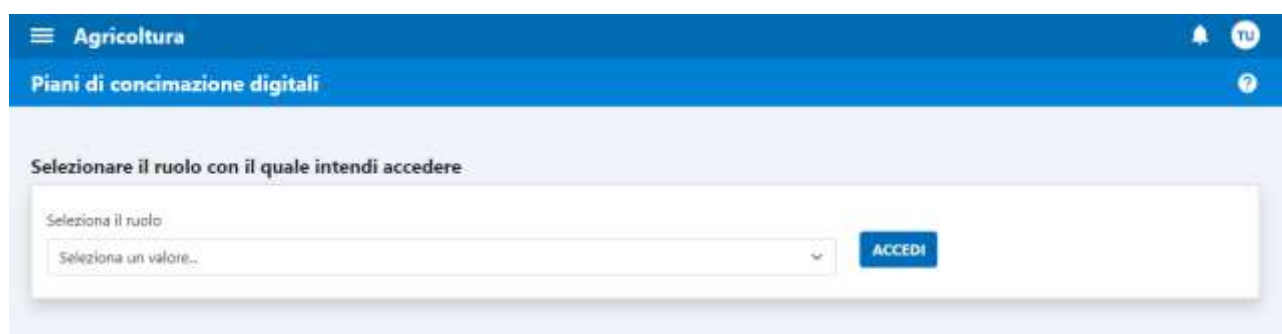 Agricoltura
TU
Piani di concimazione digitali
?
Selezionare il ruolo con il quale intendi accedere
Seleziona il ruolo
Seleziona un valore...
ACCEDI